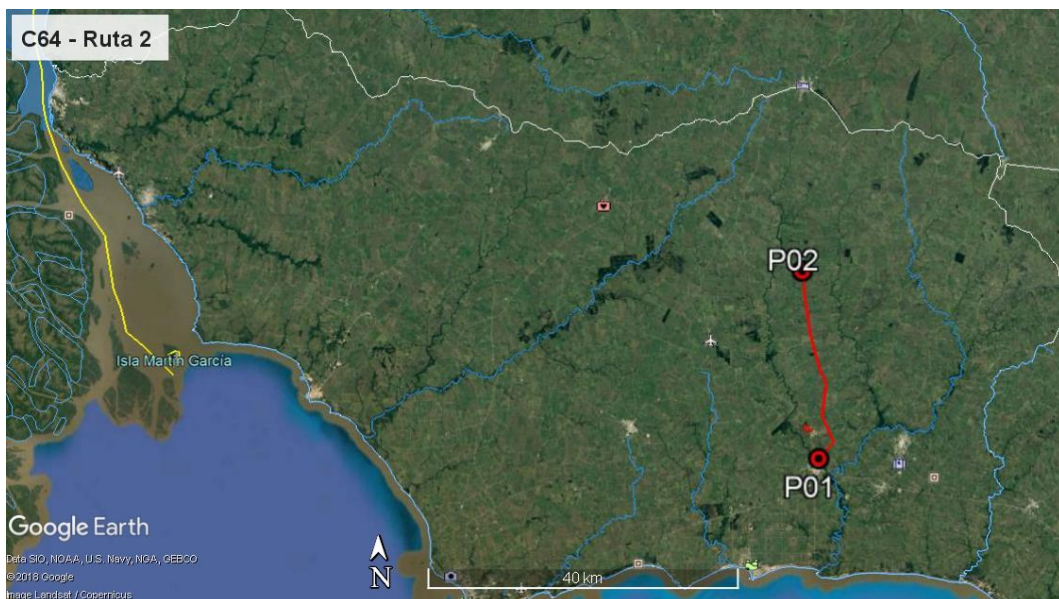 C64 - Ruta 2
P02
Isla Martín García
P01
Google Earth
Data SIO, NOAA, U.S. Navy, NGA, GEBCO
©2018 Google
Image Landsat / Copernicus
N
40 km